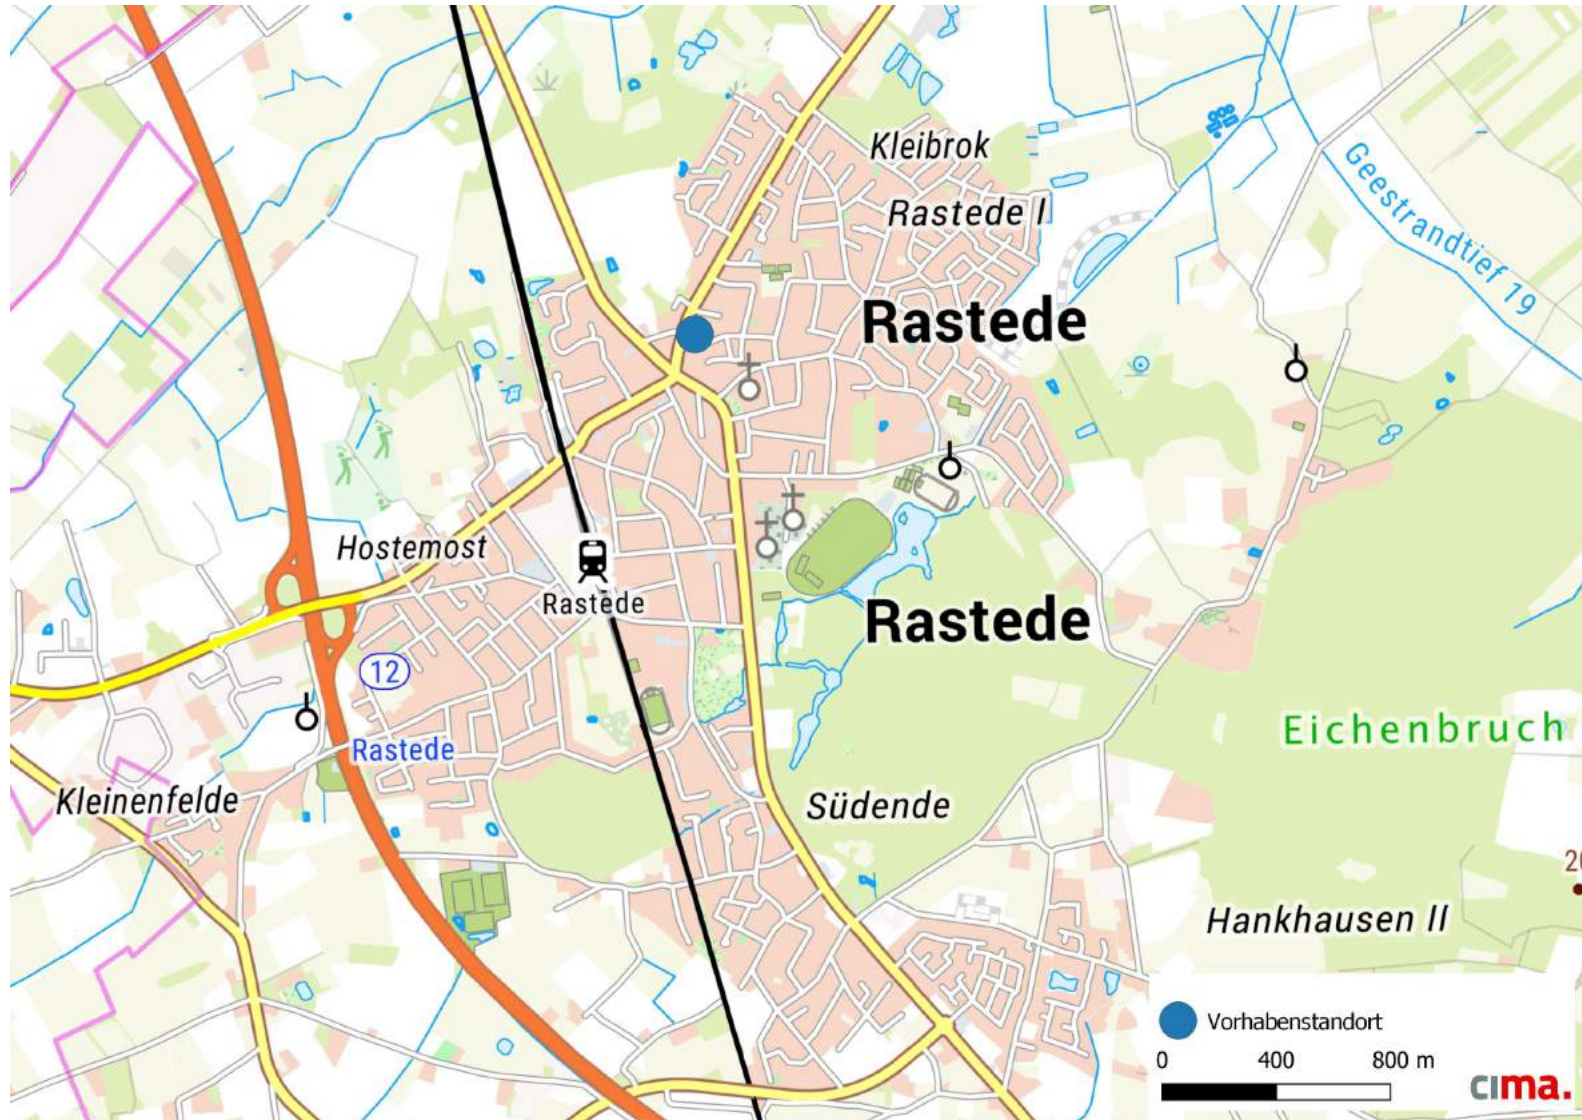 Kleibrok
Rastede I
Geestrandtief 19
Rastede
Hostemost
Rastede
Rastede
12
Rastede
Eichenbruch
Kleinenfelde
Südende
Hankhausen II
Vorhabenstandort
0 400 800 m
cima.